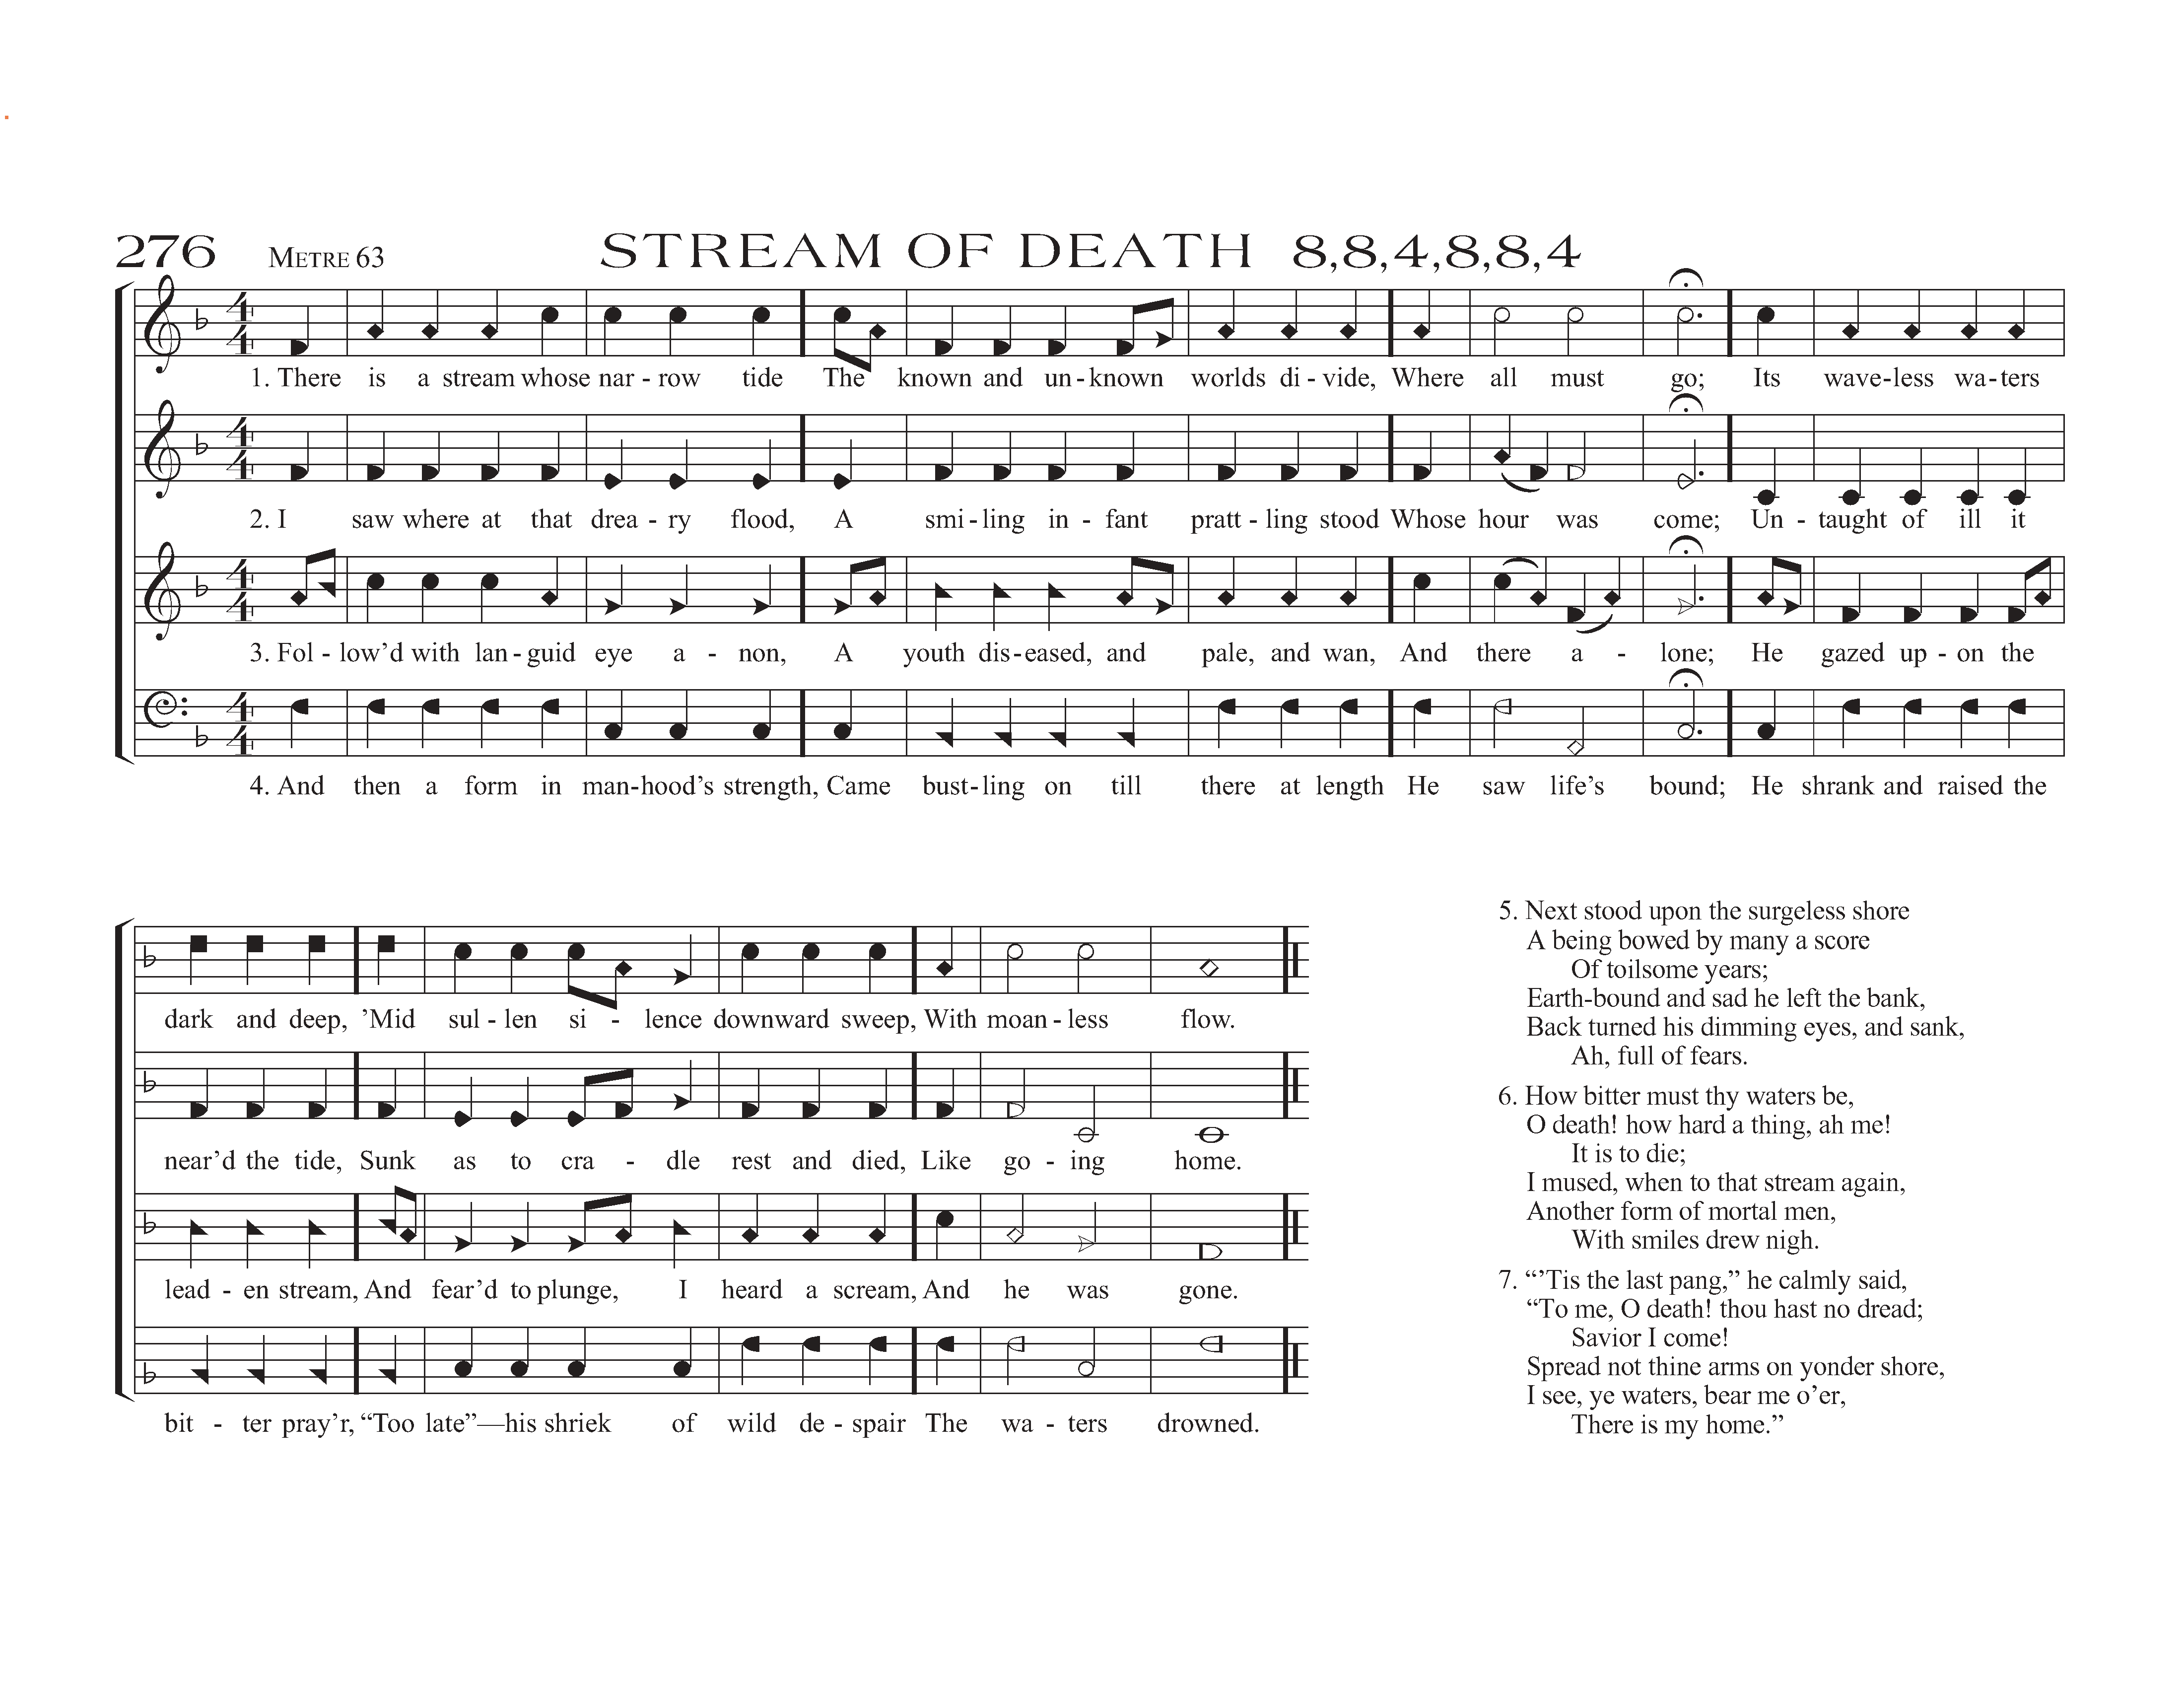 276 METRE 63 STREAM OF DEATH 8,8,4,8,8,4
1. There is a stream whose nar - row tide The known and un - known worlds di - vide, Where all must go; Its wave - less wa - ters
2. I saw where at that drea - ry flood, A smi - ling in - fant pratt - ling stood Whose hour was come; Un - taught of ill it
3. Fol - low’d with lan - guid eye a - non, A youth dis - eased, and pale, and wan, And there a - lone; He gazed up - on the
4. And then a form in man - hood’s strength, Came bust - ling on till there at length He saw life’s bound; He shrank and raised the
dark and deep, ’Mid sul - len si - lence downward sweep, With moan - less flow.
near’d the tide, Sunk as to cra - dle rest and died, Like go - ing home.
lead - en stream, And fear’d to plunge, I heard a scream, And he was gone.
bit - ter pray’r, “Too late”—his shriek of wild de - spair The wa - ters drowned.
5. Next stood upon the surgeless shore
A being bowed by many a score
Of toilsome years;
Earth-bound and sad he left the bank,
Back turned his dimming eyes, and sank,
Ah, full of fears.
6. How bitter must thy waters be,
O death! how hard a thing, ah me!
It is to die;
I mused, when to that stream again,
Another form of mortal men,
With smiles drew nigh.
7. “’Tis the last pang,” he calmly said,
“To me, O death! thou hast no dread;
Savior I come!
Spread not thine arms on yonder shore,
I see, ye waters, bear me o’er,
There is my home.”